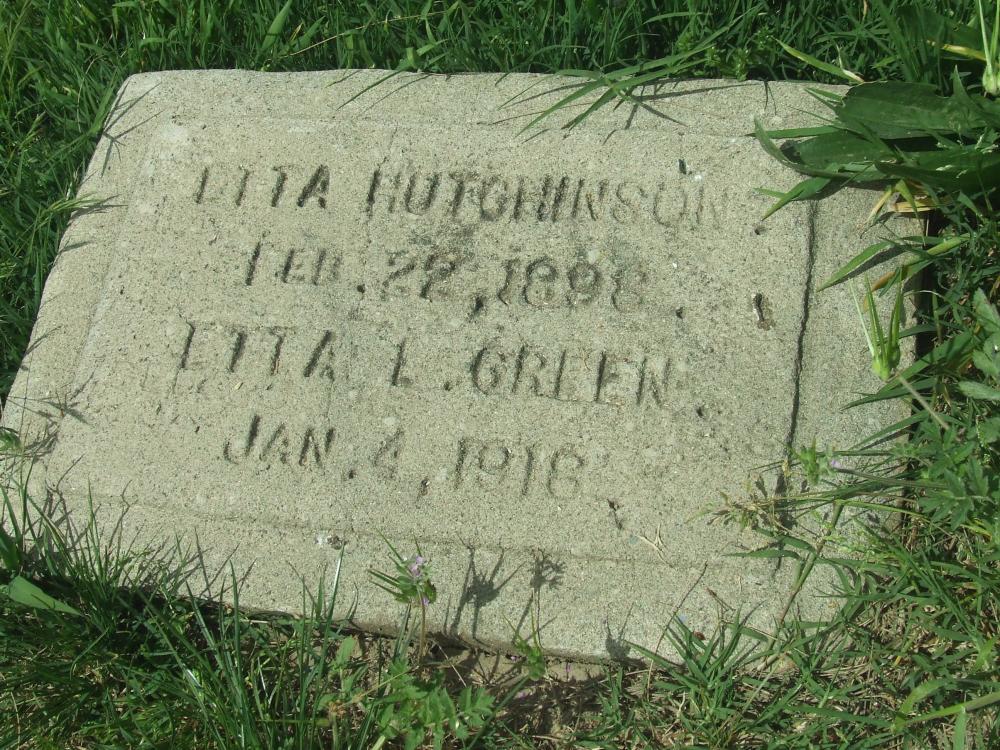 ETTA HUTCHINSON
FEB. 22, 1898.
ETTA L. GREEN
JAN. 4, 1916